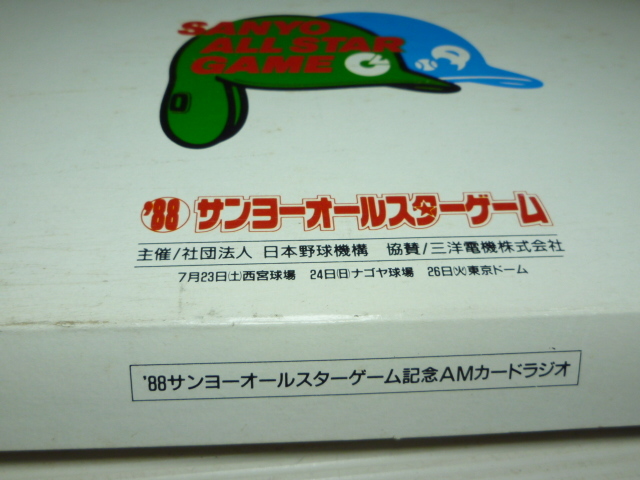 SANYO
ALL STAR
GAME
'88 サンヨーオールスターゲーム
主催/社団法人 日本野球機構 協賛/三洋電機株式会社
7月23日(土)西宮球場 24日(日)ナゴヤ球場 26日(火)東京ドーム
'88サンヨーオールスターゲーム記念AMカードラジオ